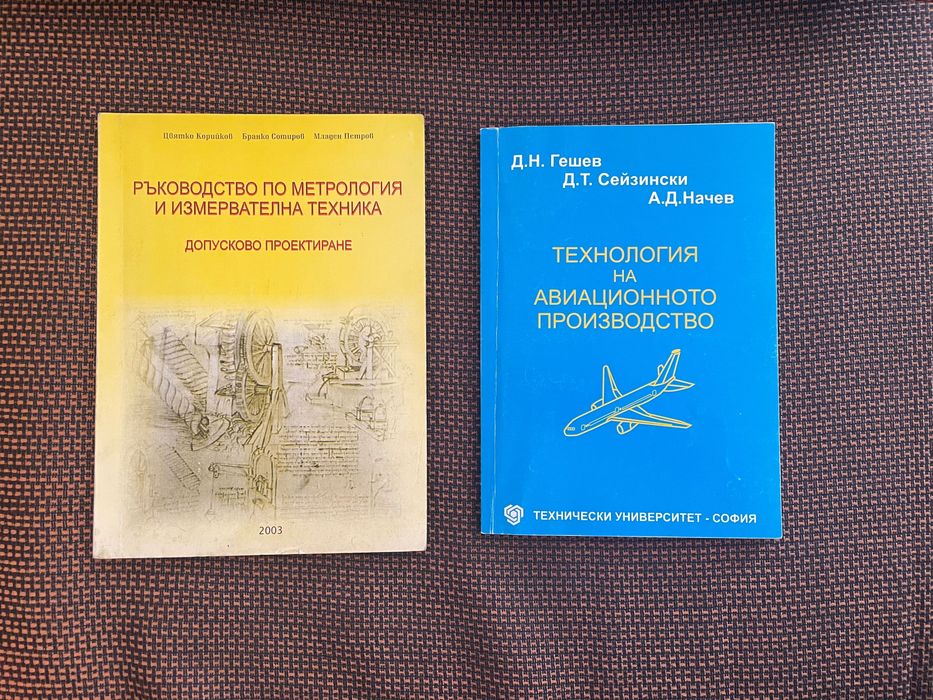 Цвятко Корийков Бранко Сотиров Младен Петров
РЪКОВОДСТВО ПО МЕТРОЛОГИЯ
И ИЗМЕРВАТЕЛНА ТЕХНИКА
ДОПУСКОВО ПРОЕКТИРАНЕ
2003
Д.Н. Гешев
Д.Т. Сейзински
А.Д.Начев
ТЕХНОЛОГИЯ
НА
АВИАЦИОННОТО
ПРОИЗВОДСТВО
ТЕХНИЧЕСКИ УНИВЕРСИТЕТ - СОФИЯ